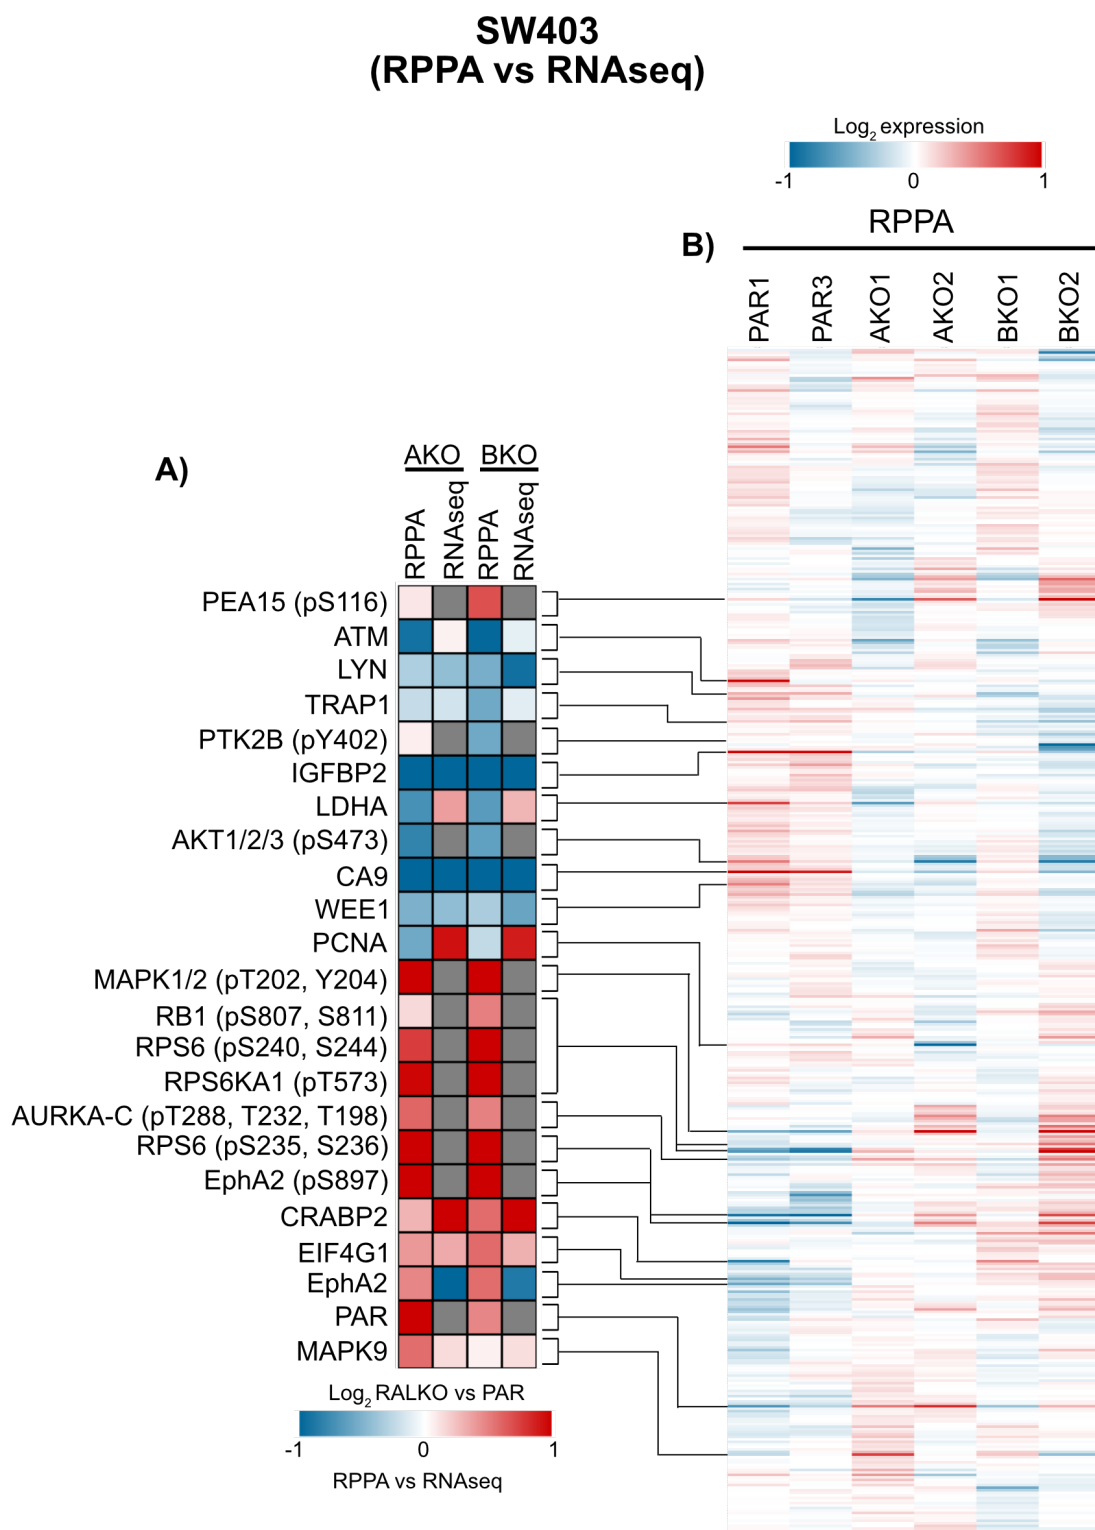 SW403
(RPPA vs RNAseq)
Log2 expression
-1 0 1
RPPA
B)
PAR1
PAR3
AKO1
AKO2
BKO1
BKO2
A)
AKO BKO
RPPA
RNAseq
RPPA
RNAseq
PEA15 (pS116)
ATM
LYN
TRAP1
PTK2B (pY402)
IGFBP2
LDHA
AKT1/2/3 (pS473)
CA9
WEE1
PCNA
MAPK1/2 (pT202, Y204)
RB1 (pS807, S811)
RPS6 (pS240, S244)
RPS6KA1 (pT573)
AURKA-C (pT288, T232, T198)
RPS6 (pS235, S236)
EphA2 (pS897)
CRABP2
EIF4G1
EphA2
PAR
MAPK9
Log2 RALKO vs PAR
-1 0 1
RPPA vs RNAseq